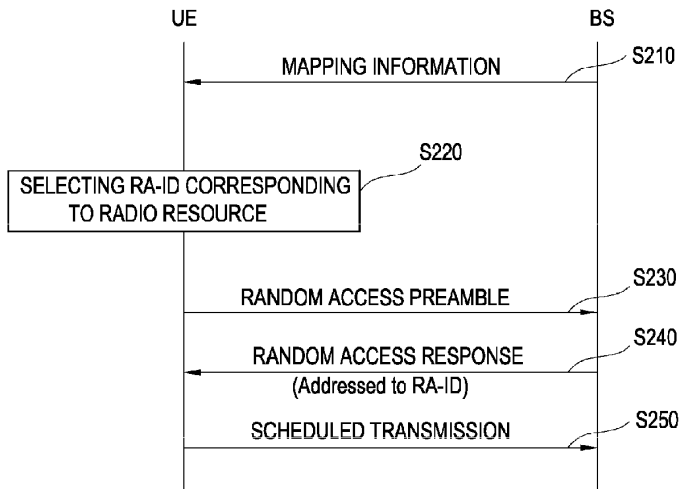 UE
BS
MAPPING INFORMATION
S210
S220
SELECTING RA-ID CORRESPONDING
TO RADIO RESOURCE
RANDOM ACCESS PREAMBLE
S230
RANDOM ACCESS RESPONSE
S240
(Addressed to RA-ID)
SCHEDULED TRANSMISSION
S250